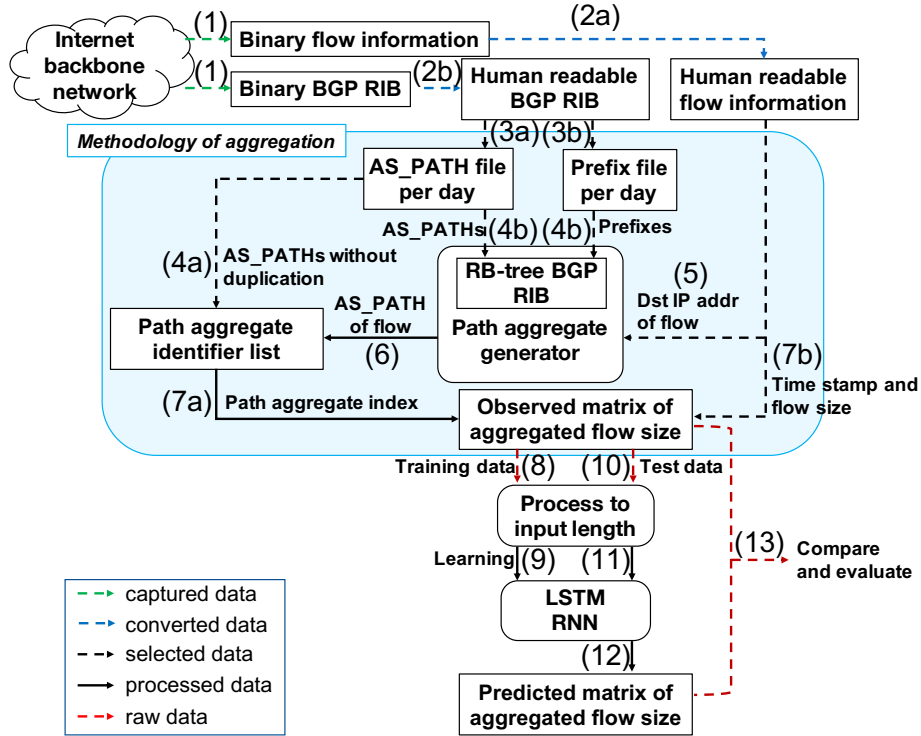 (1)
(2a)
Internet
backbone
network
Binary flow information
(1)
(2b)
Binary BGP RIB
Human readable
BGP RIB
Human readable
flow information
Methodology of aggregation
(3a)
(3b)
AS_PATH file
per day
Prefix file
per day
AS_PATHs
(4b)
(4b)
Prefixes
(4a)
AS_PATHs without
duplication
RB-tree BGP
RIB
(5)
Dst IP addr
of flow
AS_PATH
of flow
(6)
Path aggregate
identifier list
Path aggregate
generator
(7b)
Time stamp and
flow size
(7a)
Path aggregate index
Observed matrix of
aggregated flow size
Training data
(8)
(10)
Test data
Process to
input length
Learning
(9)
(11)
(13)
Compare
and evaluate
LSTM
RNN
(12)
Predicted matrix of
aggregated flow size
captured data
converted data
selected data
processed data
raw data